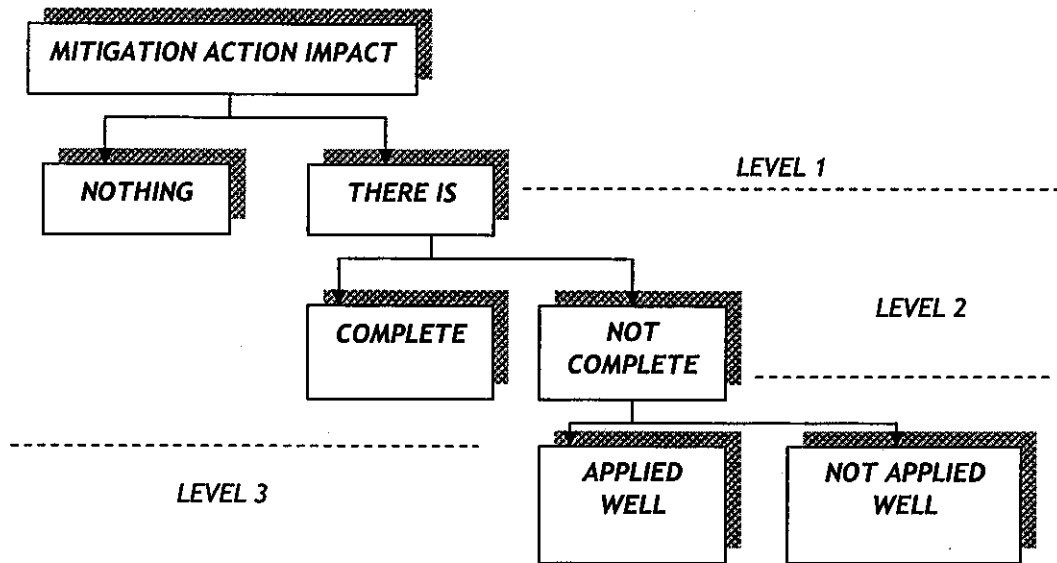 MITIGATION ACTION IMPACT
NOTHING
THERE IS
LEVEL 1
COMPLETE
NOT
COMPLETE
LEVEL 2
APPLIED
WELL
NOT APPLIED
WELL
LEVEL 3